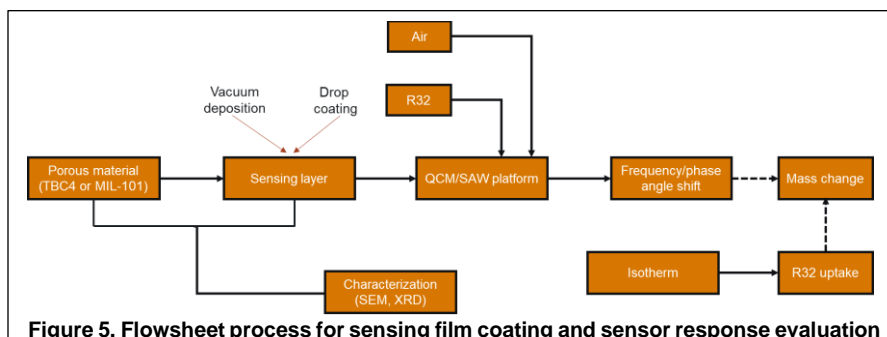 Air
R32
Vacuum
deposition
Drop
coating
Porous material
(TBC4 or MIL-101)
Sensing layer
QCM/SAW platform
Frequency/phase
angle shift
Mass change
Isotherm
R32 uptake
Characterization
(SEM, XRD)
Figure 5. Flowsheet process for sensing film coating and sensor response evaluation